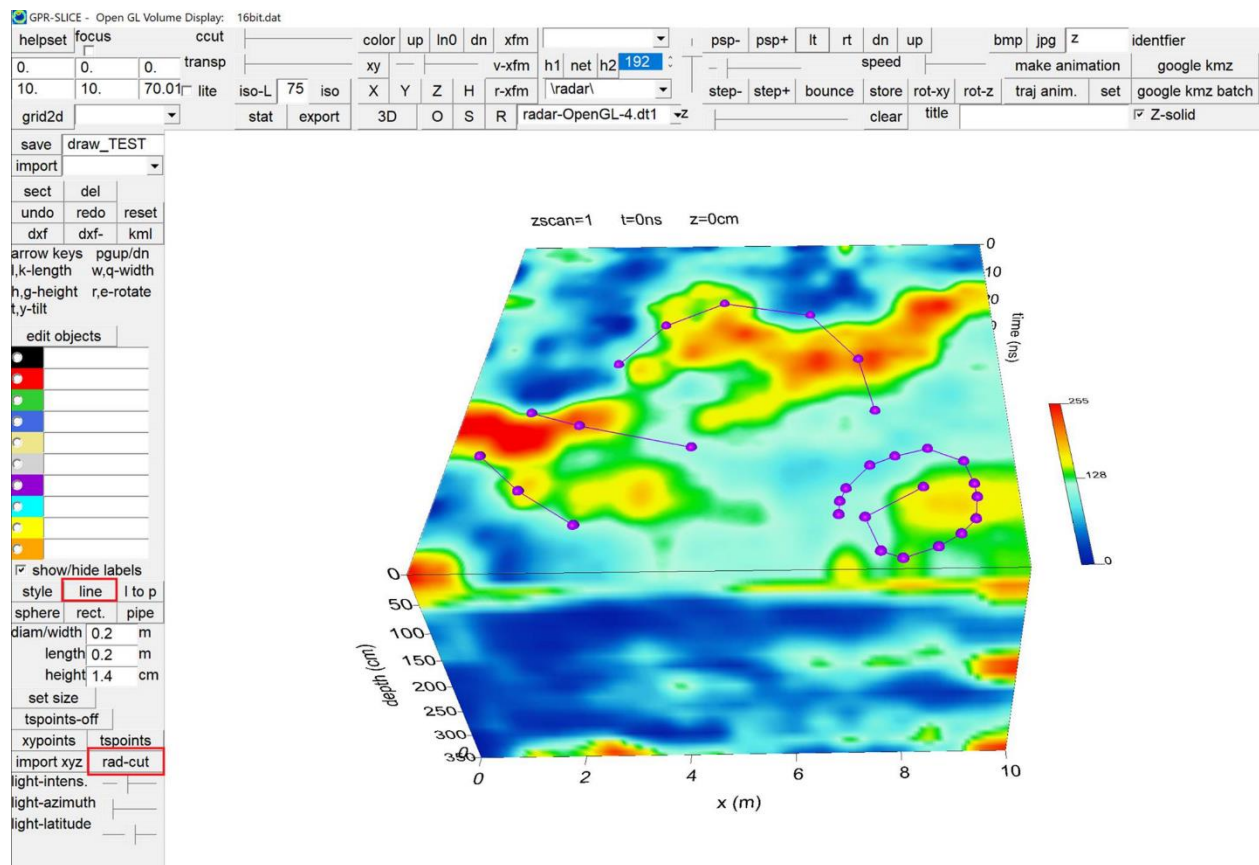 GPR-SLICE - Open GL Volume Display: 16bit.dat
helpset focus ccut color up ln0 dn xfm psp- psp+ lt rt dn up bmp jpg z identfier
0. 0. 0. transp xy v-xfm h1 net h2 192 speed make animation google kmz
10. 10. 70.01 lite iso-L 75 iso X Y Z H r-xfm \radar\ step- step+ bounce store rot-xy rot-z traj anim. set google kmz batch
grid2d stat export 3D O S R radar-OpenGL-4.dt1 z clear title Z-solid
save draw_TEST
import
sect del
undo redo reset
dxf dxf- kml
arrow keys pgup/dn
l,k-length w,q-width
h,g-height r,e-rotate
t,y-tilt
edit objects
show/hide labels
style line l to p
sphere rect. pipe
diam/width 0.2 m
length 0.2 m
height 1.4 cm
set size
tspoints-off
xypoints tspoints
import xyz rad-cut
light-intens.
light-azimuth
light-latitude
zscan=1 t=0ns z=0cm
0
10
20
0
time (ns)
255
128
0
0
50
100
150
200
250
300
350
0
depth (cm)
0 2 4 6 8 10
x (m)